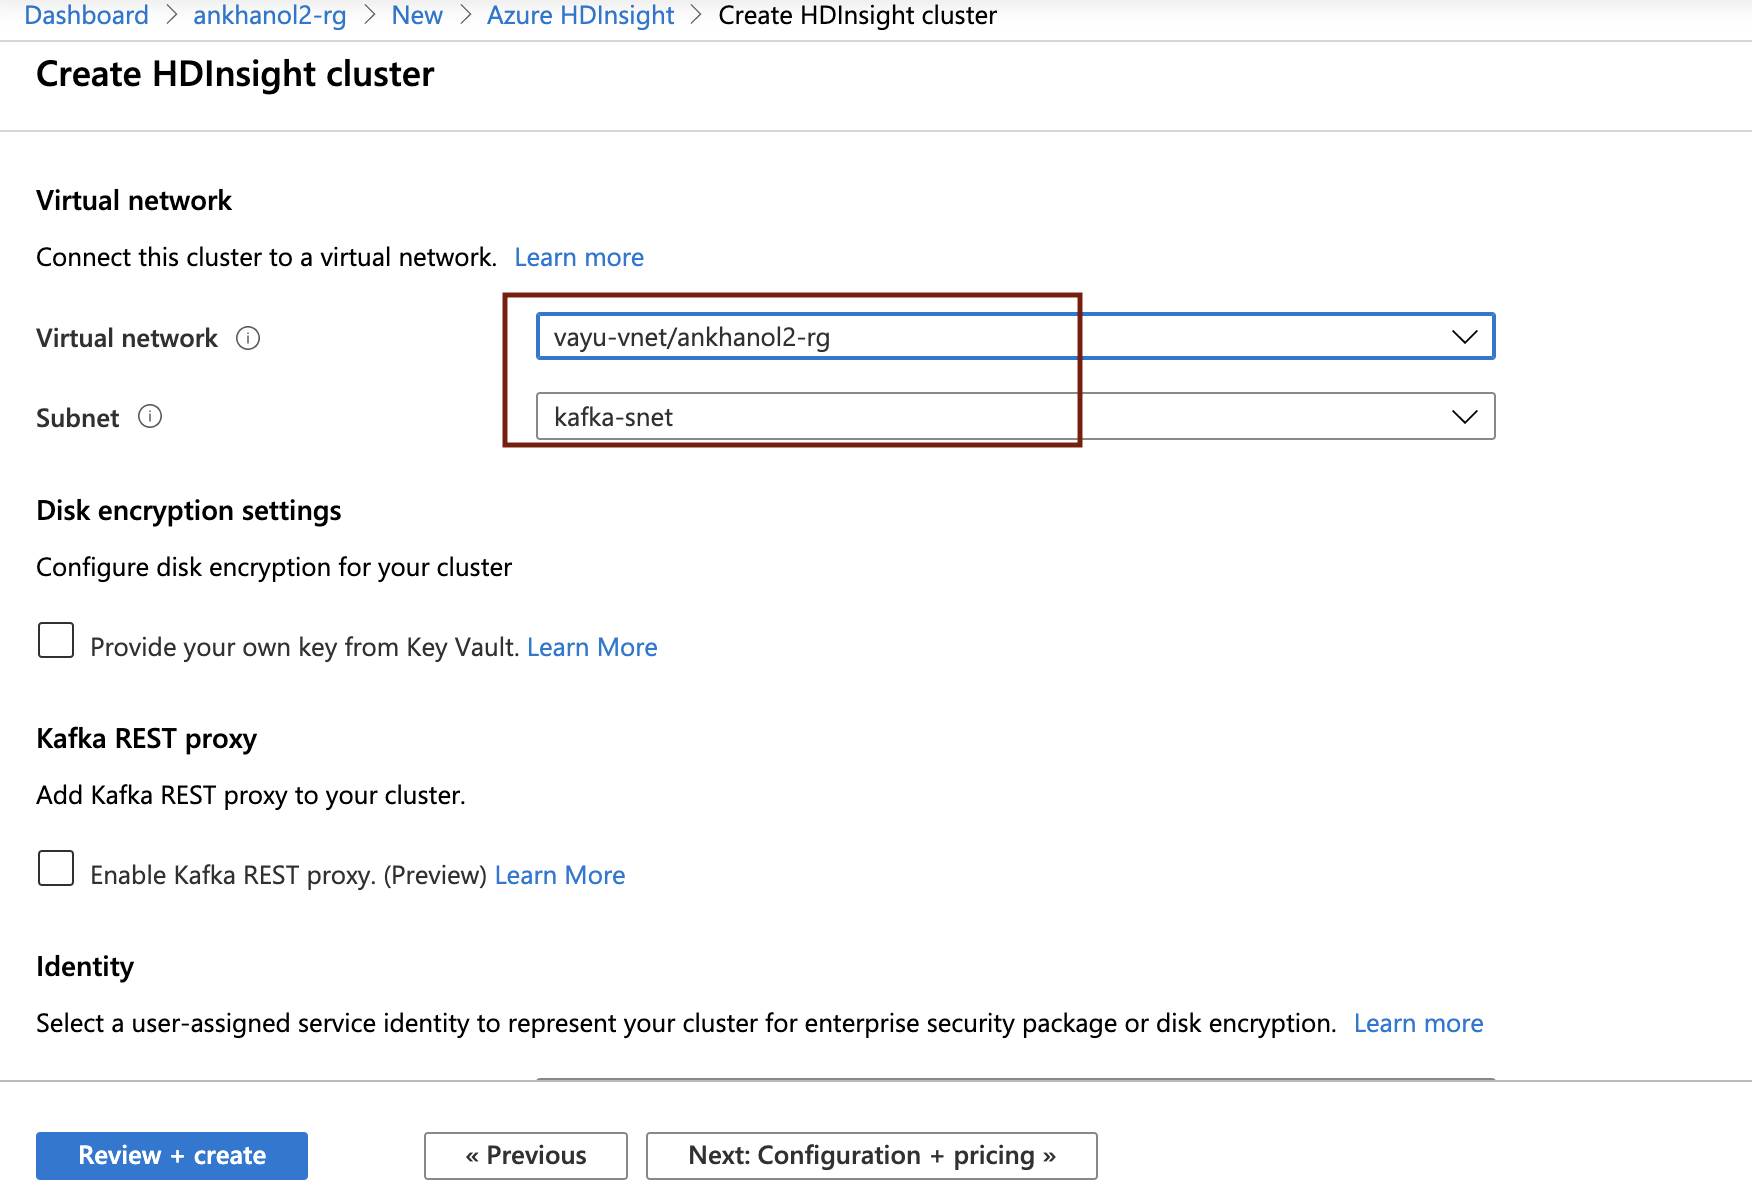 Dashboard > ankhanol2-rg > New > Azure HDInsight > Create HDInsight cluster
Create HDInsight cluster
Virtual network
Connect this cluster to a virtual network. Learn more
Virtual network vayu-vnet/ankhanol2-rg
Subnet kafka-snet
Disk encryption settings
Configure disk encryption for your cluster
Provide your own key from Key Vault. Learn More
Kafka REST proxy
Add Kafka REST proxy to your cluster.
Enable Kafka REST proxy. (Preview) Learn More
Identity
Select a user-assigned service identity to represent your cluster for enterprise security package or disk encryption. Learn more
Review + create « Previous Next: Configuration + pricing »